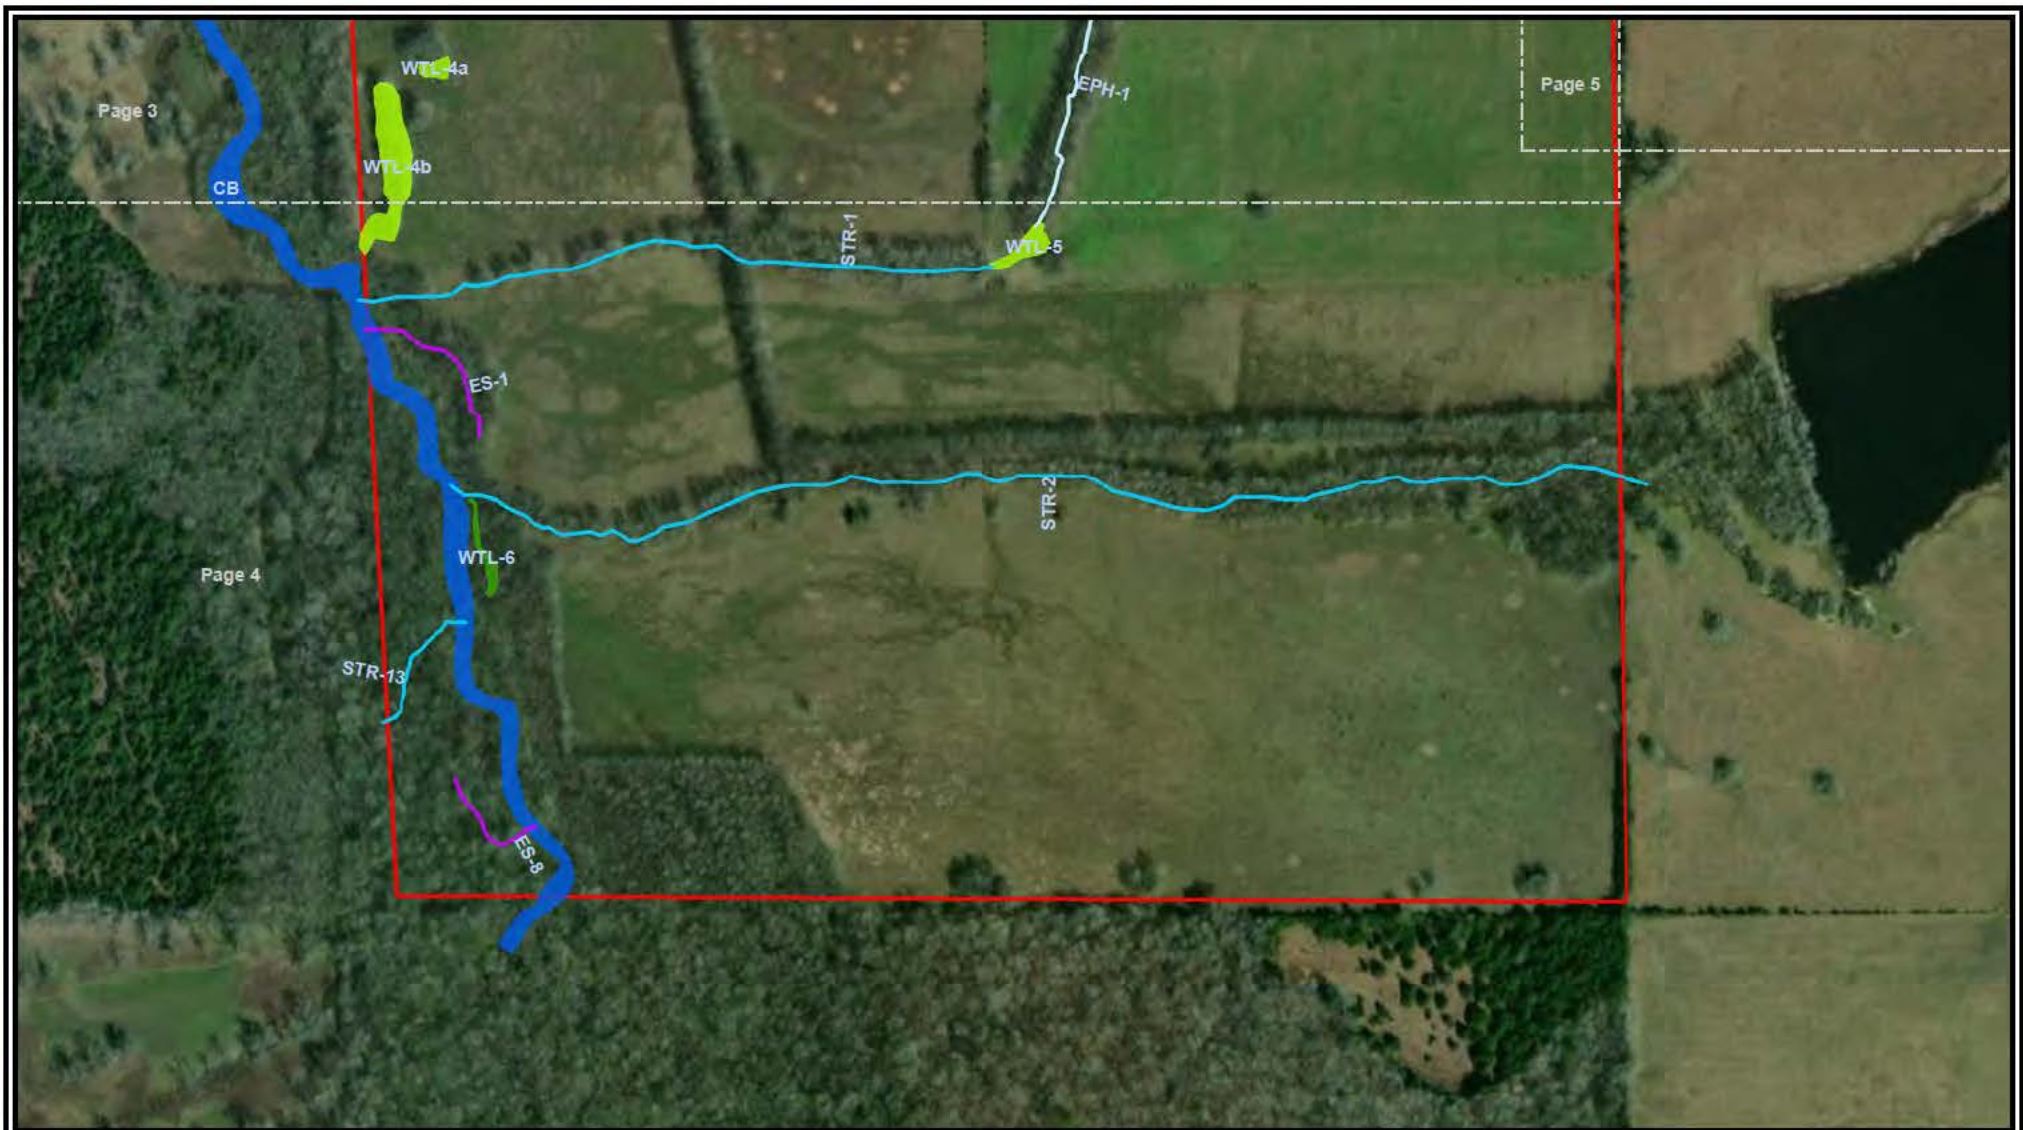 WTL-4a
EPH-1
Page 5
Page 3
WTL-4b
CB
STR-1
WTL-5
ES-1
STR-2
WTL-6
Page 4
STR-13
ES-8